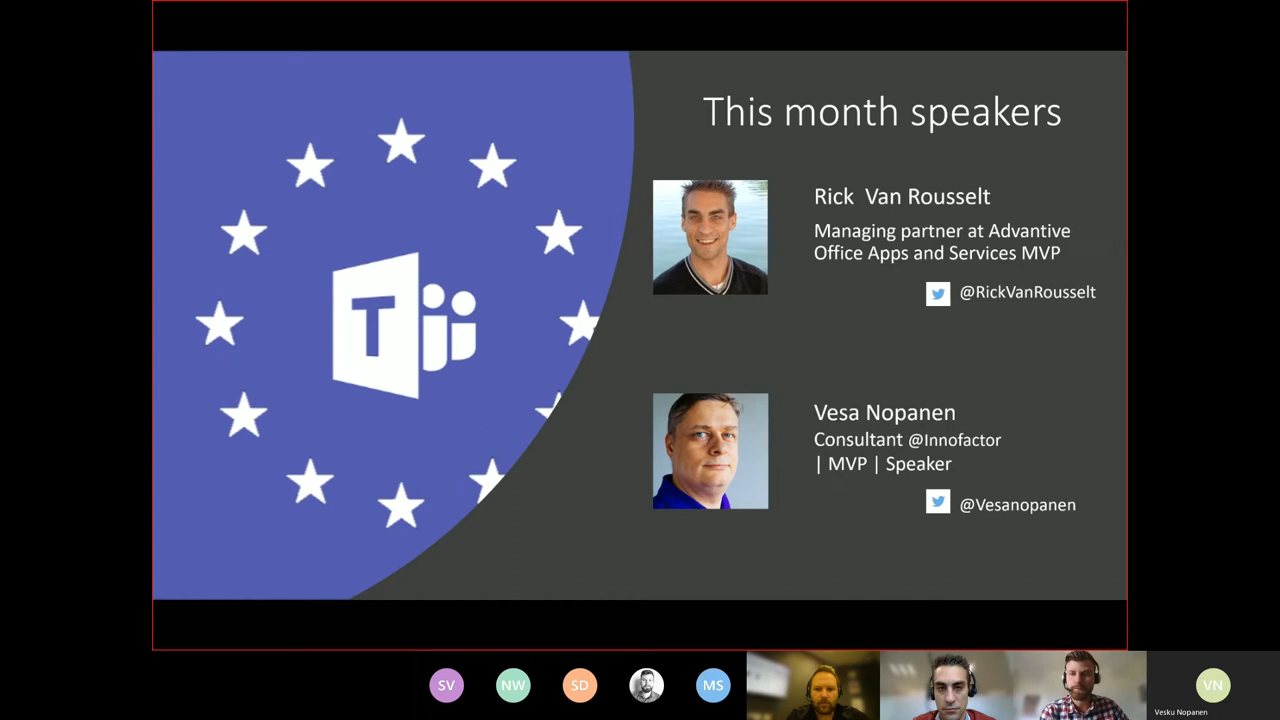 This month speakers
Rick Van Rousselt
Managing partner at Advantive
Office Apps and Services MVP
@RickVanRousselt
T
Vesa Nopanen
Consultant @Innofactor
| MVP | Speaker
@Vesanopanen
SV
NW
SD
MS
VN
Vesku Nopanen